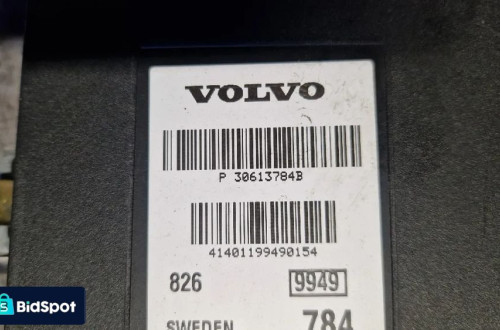 VOLVO
P 30613784B
41401199490154
826 9949
SWEDEN 784
BidSpot